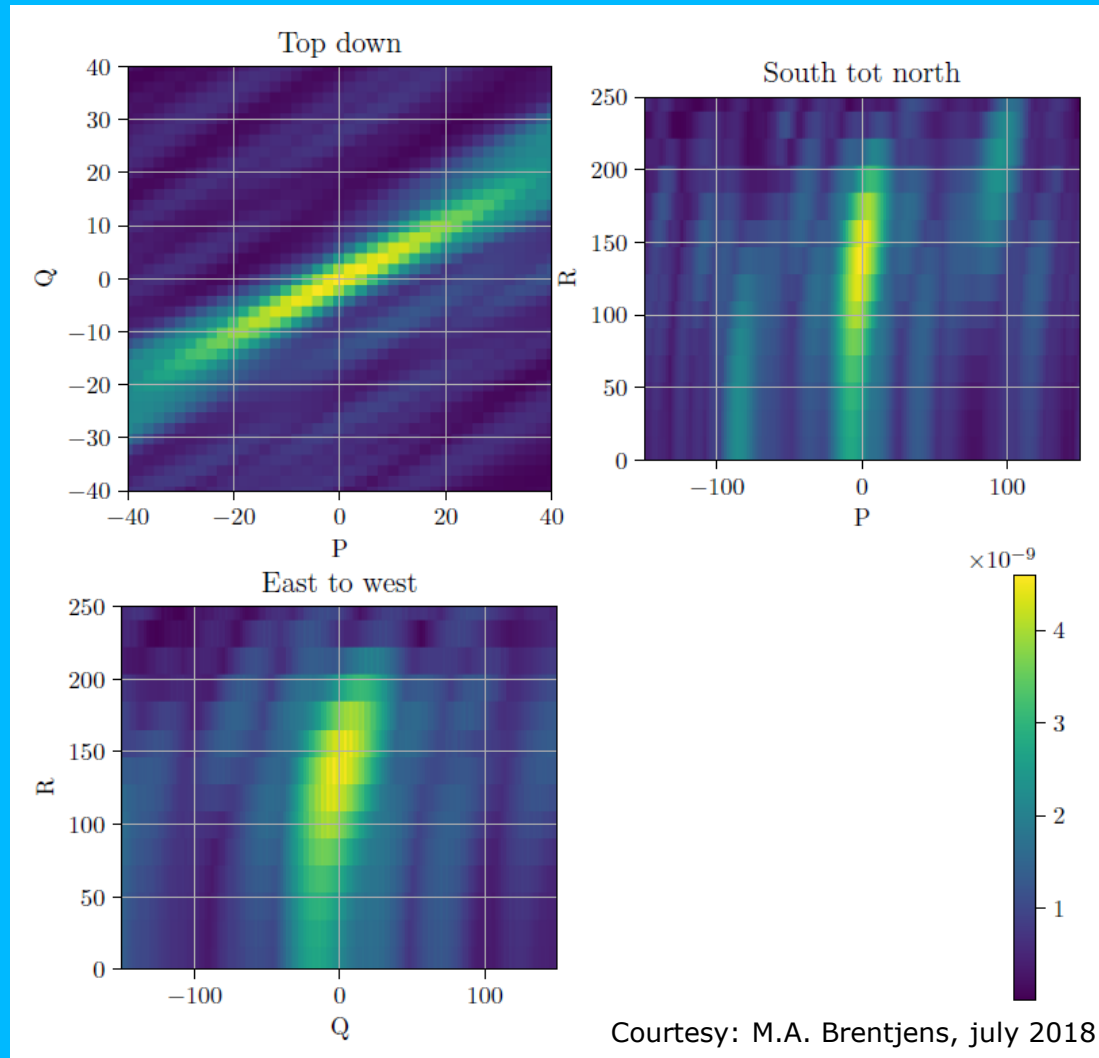 Top down
40
30
20
10
0
−10
−20
−30
−40
Q
−40 −20 0 20 40
P
South tot north
250
200
150
100
50
0
R
−100 0 100
P
East to west
250
200
150
100
50
0
R
−100 0 100
Q
×10⁻⁹
4
3
2
1
Courtesy: M.A. Brentjens, july 2018